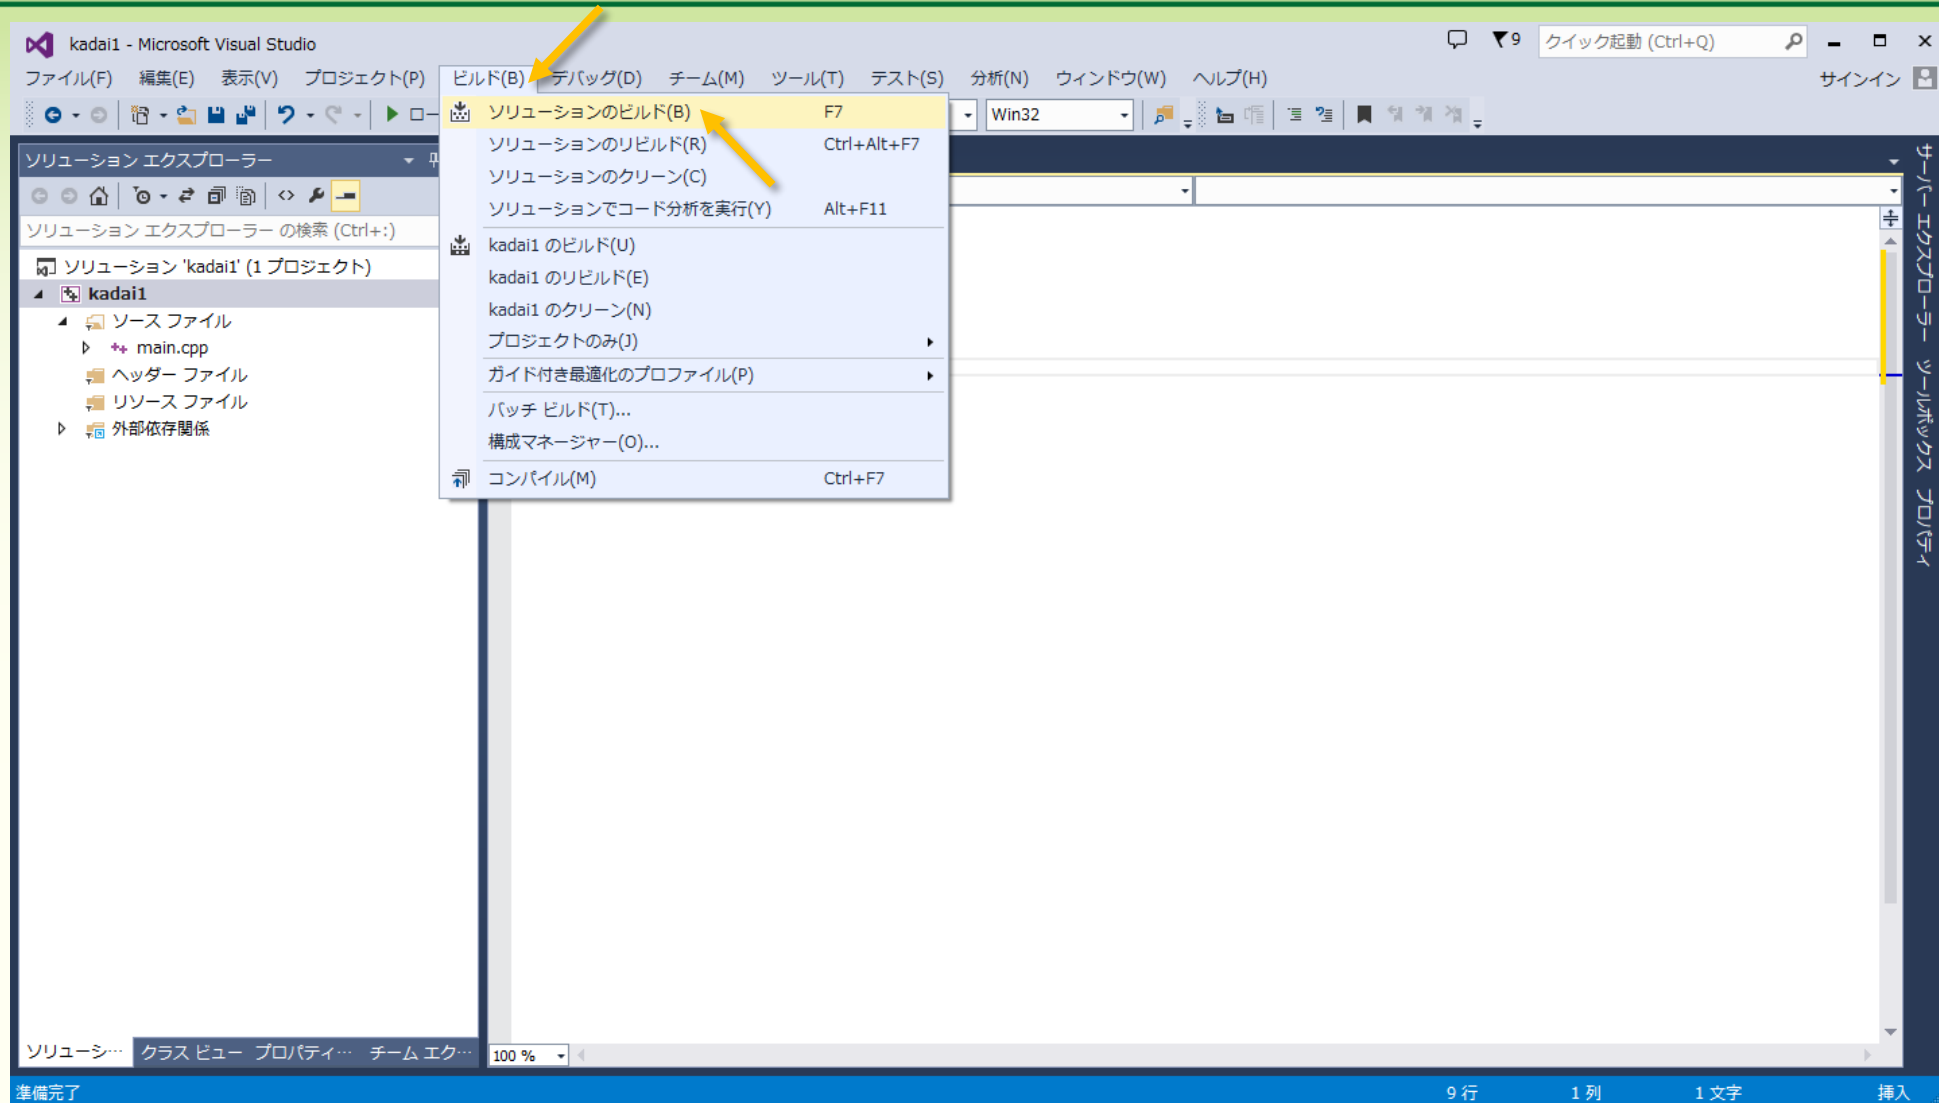 kadai1 - Microsoft Visual Studio
9
クイック起動 (Ctrl+Q)
ファイル(F) 編集(E) 表示(V) プロジェクト(P) ビルド(B) デバッグ(D) チーム(M) ツール(T) テスト(S) 分析(N) ウィンドウ(W) ヘルプ(H)
サインイン
ソリューションのビルド(B) F7
Win32
ソリューションのリビルド(R) Ctrl+Alt+F7
ソリューションのクリーン(C)
ソリューションでコード分析を実行(Y) Alt+F11
kadai1 のビルド(U)
kadai1 のリビルド(E)
kadai1 のクリーン(N)
プロジェクトのみ(J)
ガイド付き最適化のプロファイル(P)
バッチ ビルド(T)...
構成マネージャー(O)...
コンパイル(M) Ctrl+F7
ソリューション エクスプローラー
ソリューション エクスプローラー の検索 (Ctrl+:)
ソリューション 'kadai1' (1 プロジェクト)
kadai1
ソース ファイル
main.cpp
ヘッダー ファイル
リソース ファイル
外部依存関係
サーバー エクスプローラー
ツールボックス
プロパティ
ソリューシ… クラス ビュー プロパティ… チーム エク…
100 %
準備完了
9 行 1 列 1 文字 挿入